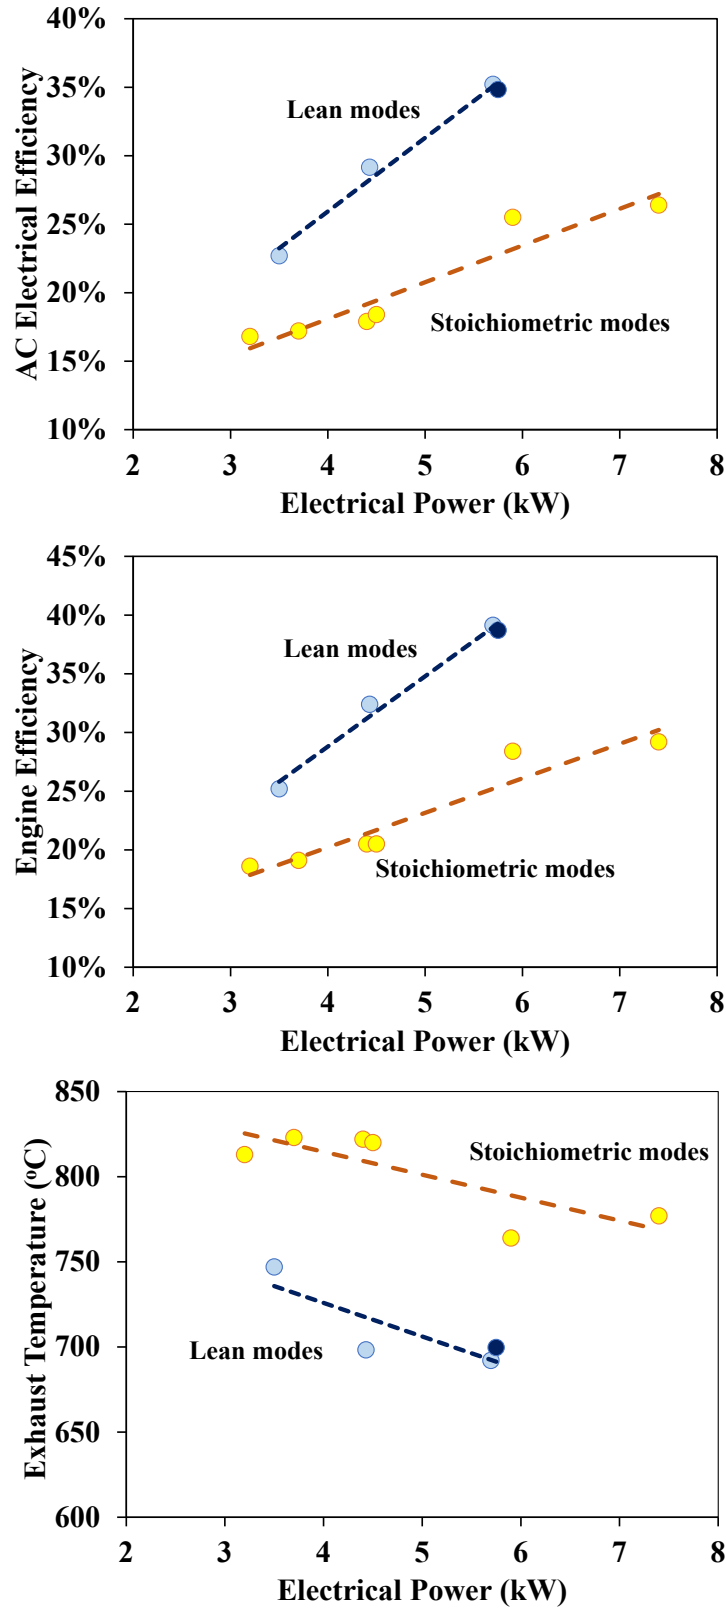 40%
35%
30%
25%
20%
15%
10%
AC Electrical Efficiency
Lean modes
Stoichiometric modes
2 3 4 5 6 7 8
Electrical Power (kW)
45%
40%
35%
30%
25%
20%
15%
10%
Engine Efficiency
Lean modes
Stoichiometric modes
2 3 4 5 6 7 8
Electrical Power (kW)
850
800
750
700
650
600
Exhaust Temperature (ºC)
Stoichiometric modes
Lean modes
2 3 4 5 6 7 8
Electrical Power (kW)